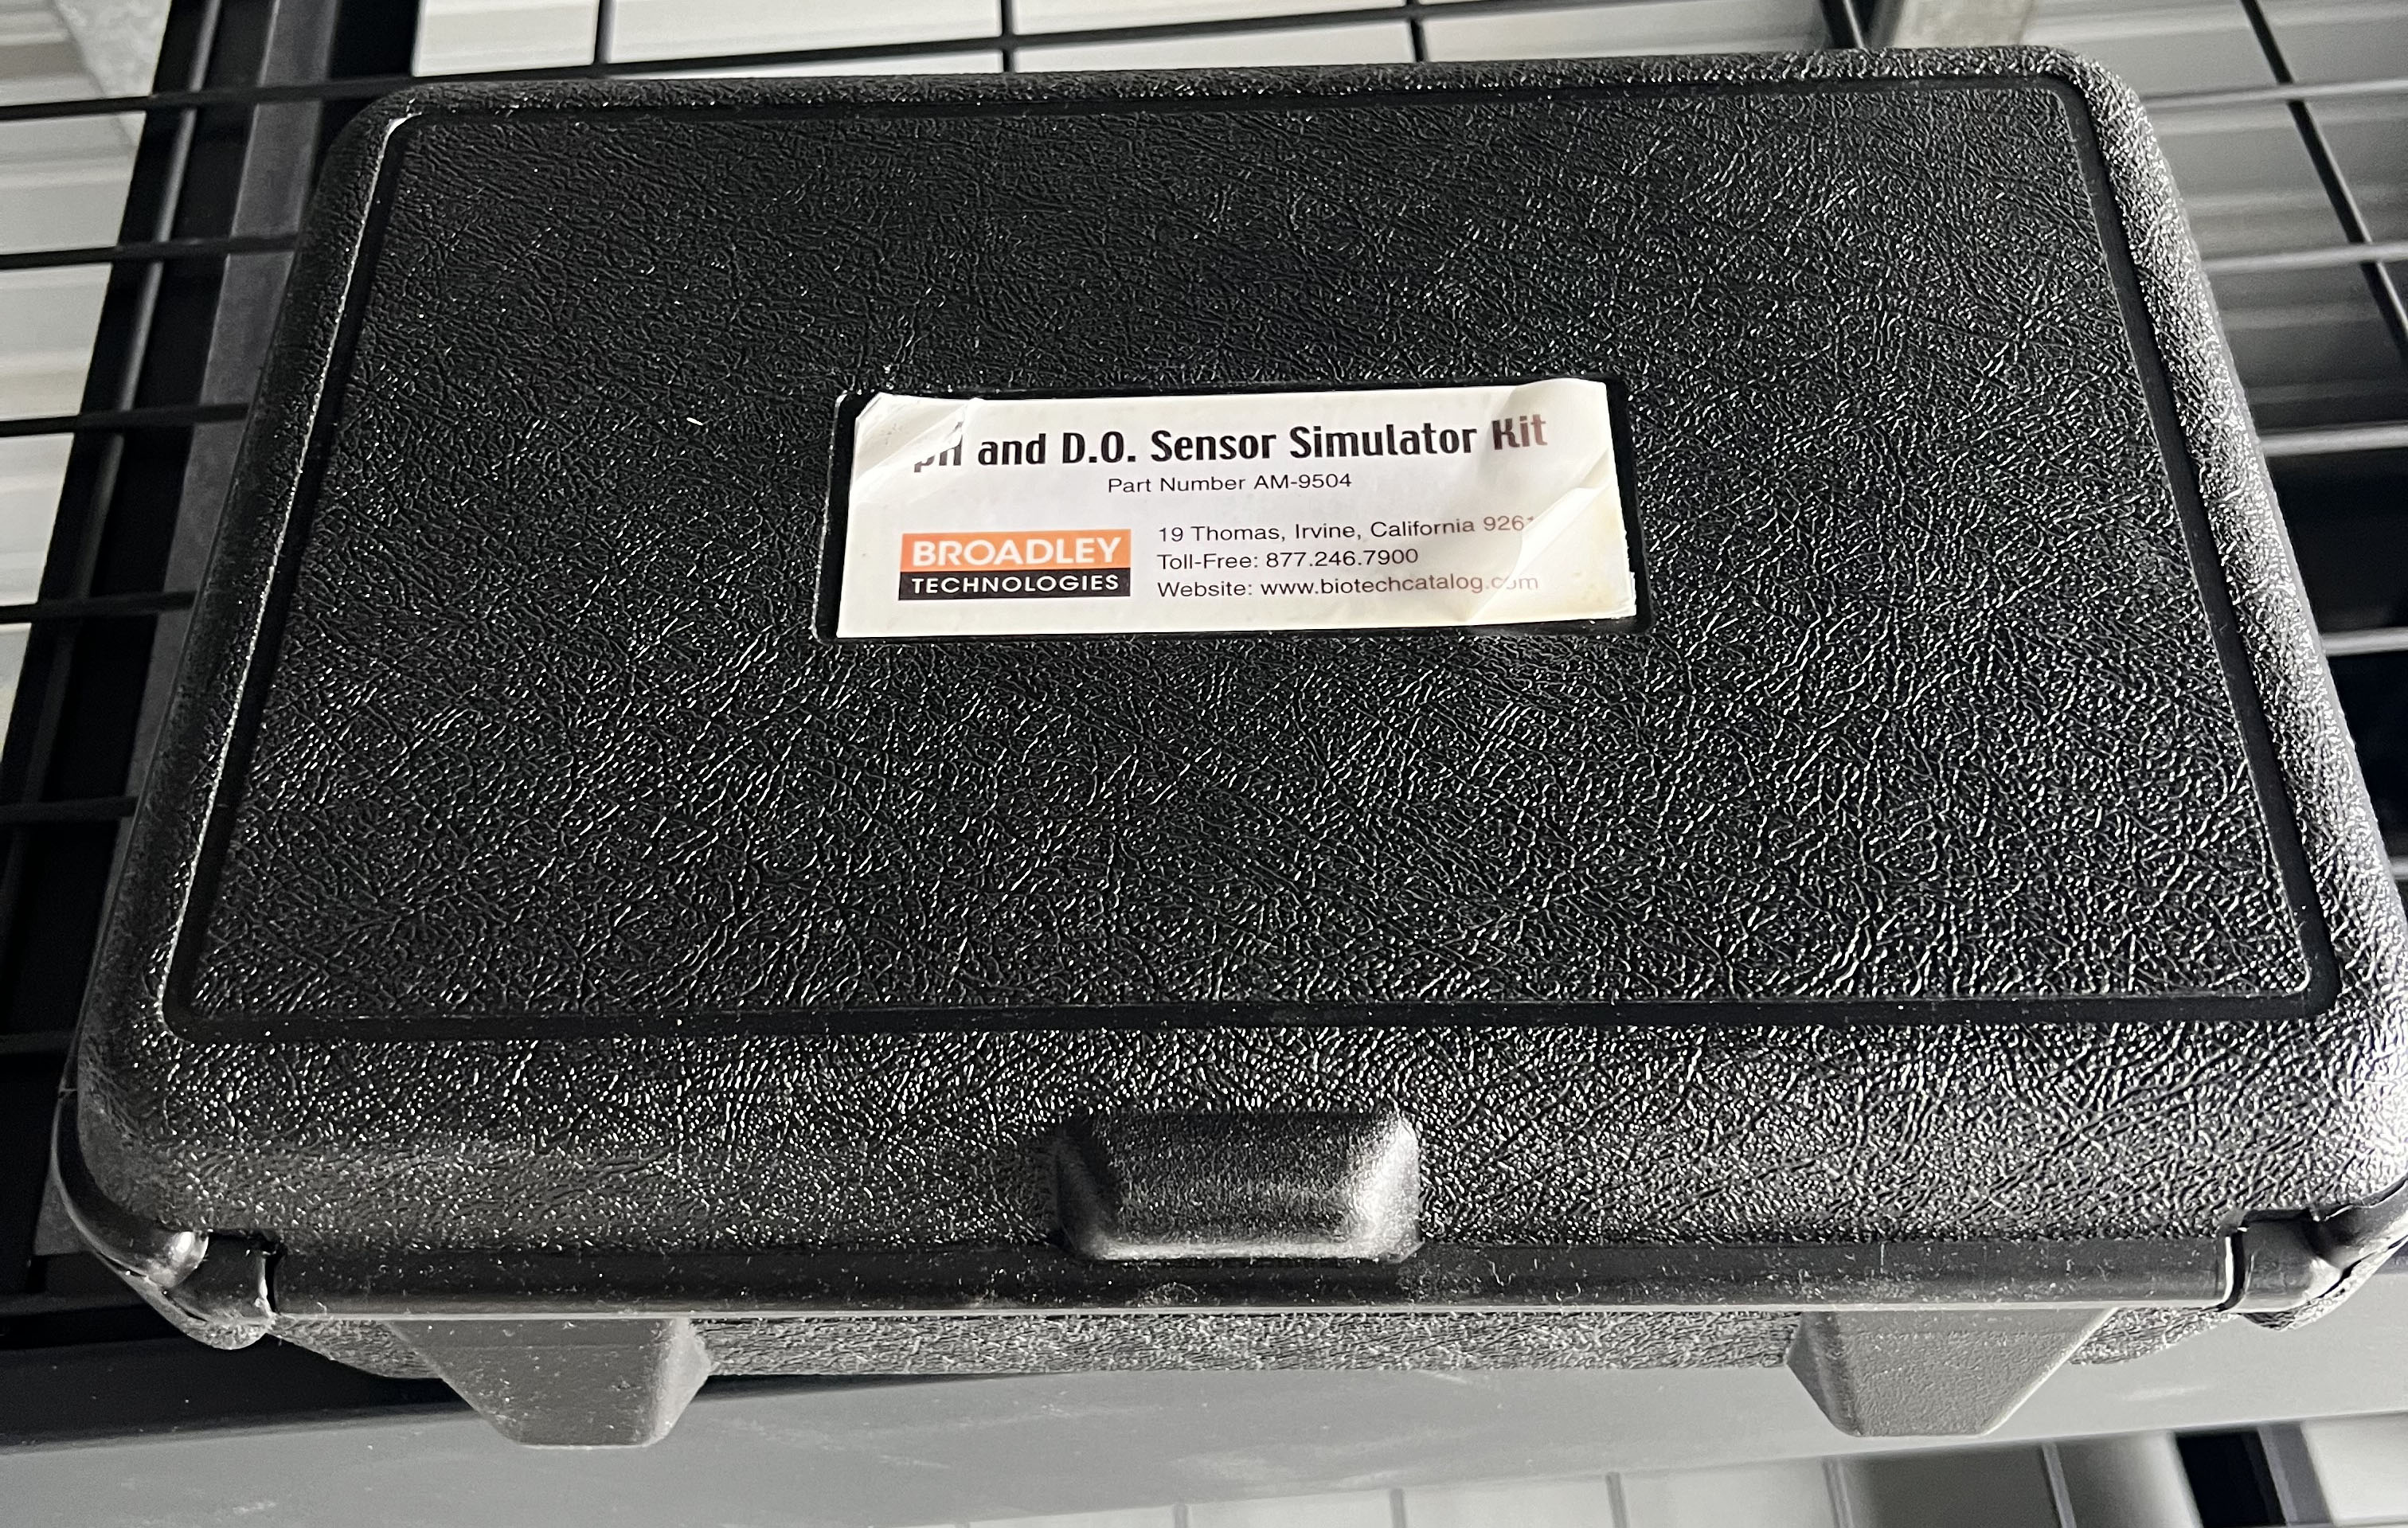 pH and D.O. Sensor Simulator Kit
Part Number AM-9504
BROADLEY
TECHNOLOGIES
19 Thomas, Irvine, California
Toll-Free: 877.246.7900
Website: www.biotechcatalog.com